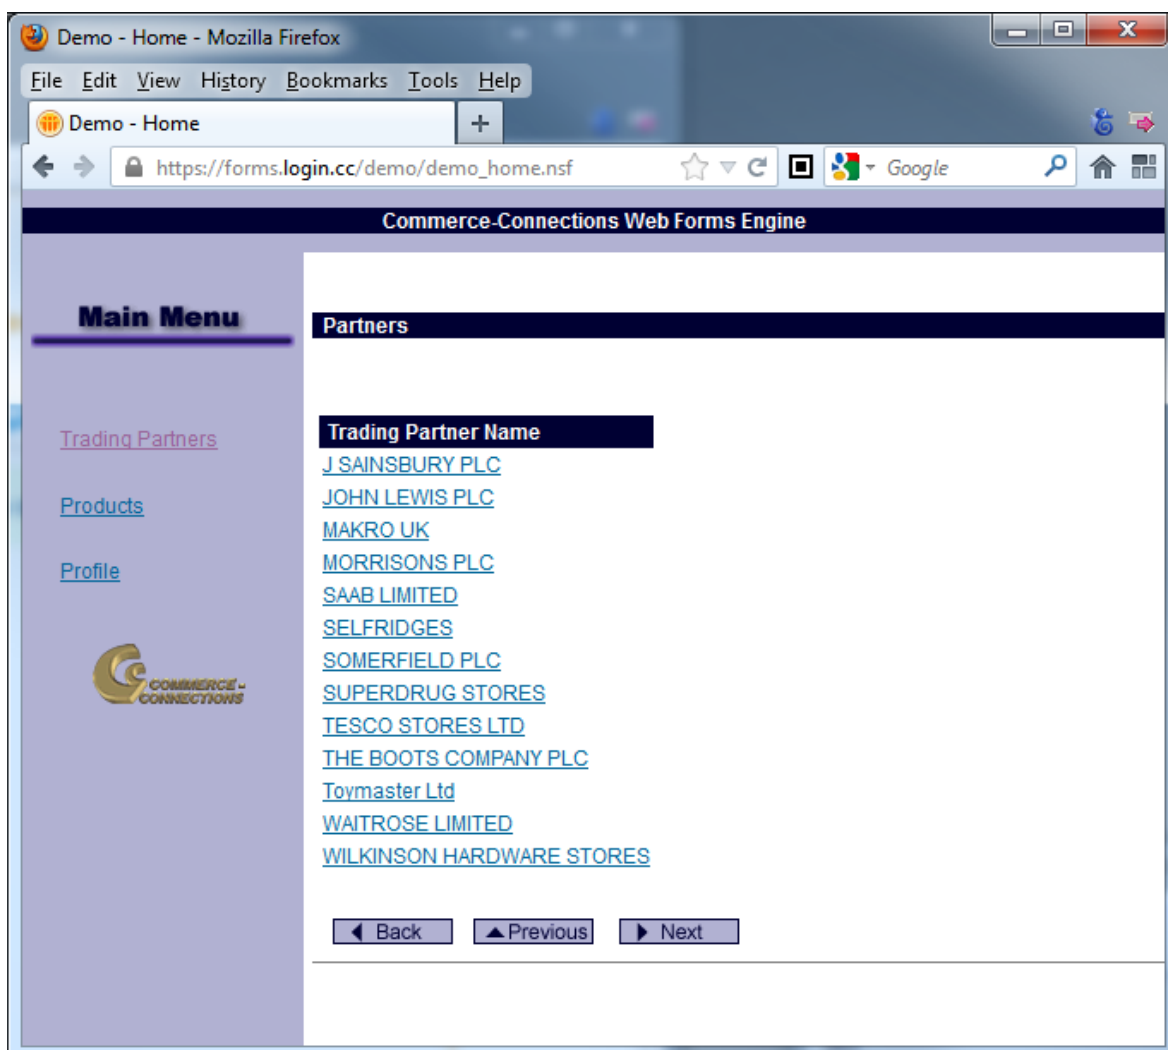 Demo - Home - Mozilla Firefox
File Edit View History Bookmarks Tools Help
Demo - Home
https://forms.login.cc/demo/demo_home.nsf Google
Commerce-Connections Web Forms Engine
Main Menu
Trading Partners
Products
Profile
COMMERCE-
CONNECTIONS
Partners
Trading Partner Name
J SAINSBURY PLC
JOHN LEWIS PLC
MAKRO UK
MORRISONS PLC
SAAB LIMITED
SELFRIDGES
SOMERFIELD PLC
SUPERDRUG STORES
TESCO STORES LTD
THE BOOTS COMPANY PLC
Toymaster Ltd
WAITROSE LIMITED
WILKINSON HARDWARE STORES
Back Previous Next